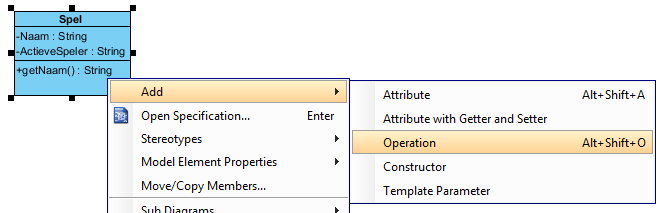 Spel
-Naam : String
-ActieveSpeler : String
+getNaam() : String
Add
Open Specification... Enter
Stereotypes
Model Element Properties
Move/Copy Members...
Sub Diagrams
Attribute Alt+Shift+A
Attribute with Getter and Setter
Operation Alt+Shift+O
Constructor
Template Parameter